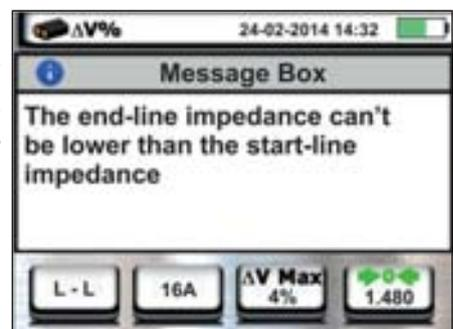 ΔV% 24-02-2014 14:32
Message Box
The end-line impedance can't
be lower than the start-line
impedance
L - L 16A ΔV Max 4% 0 1.480